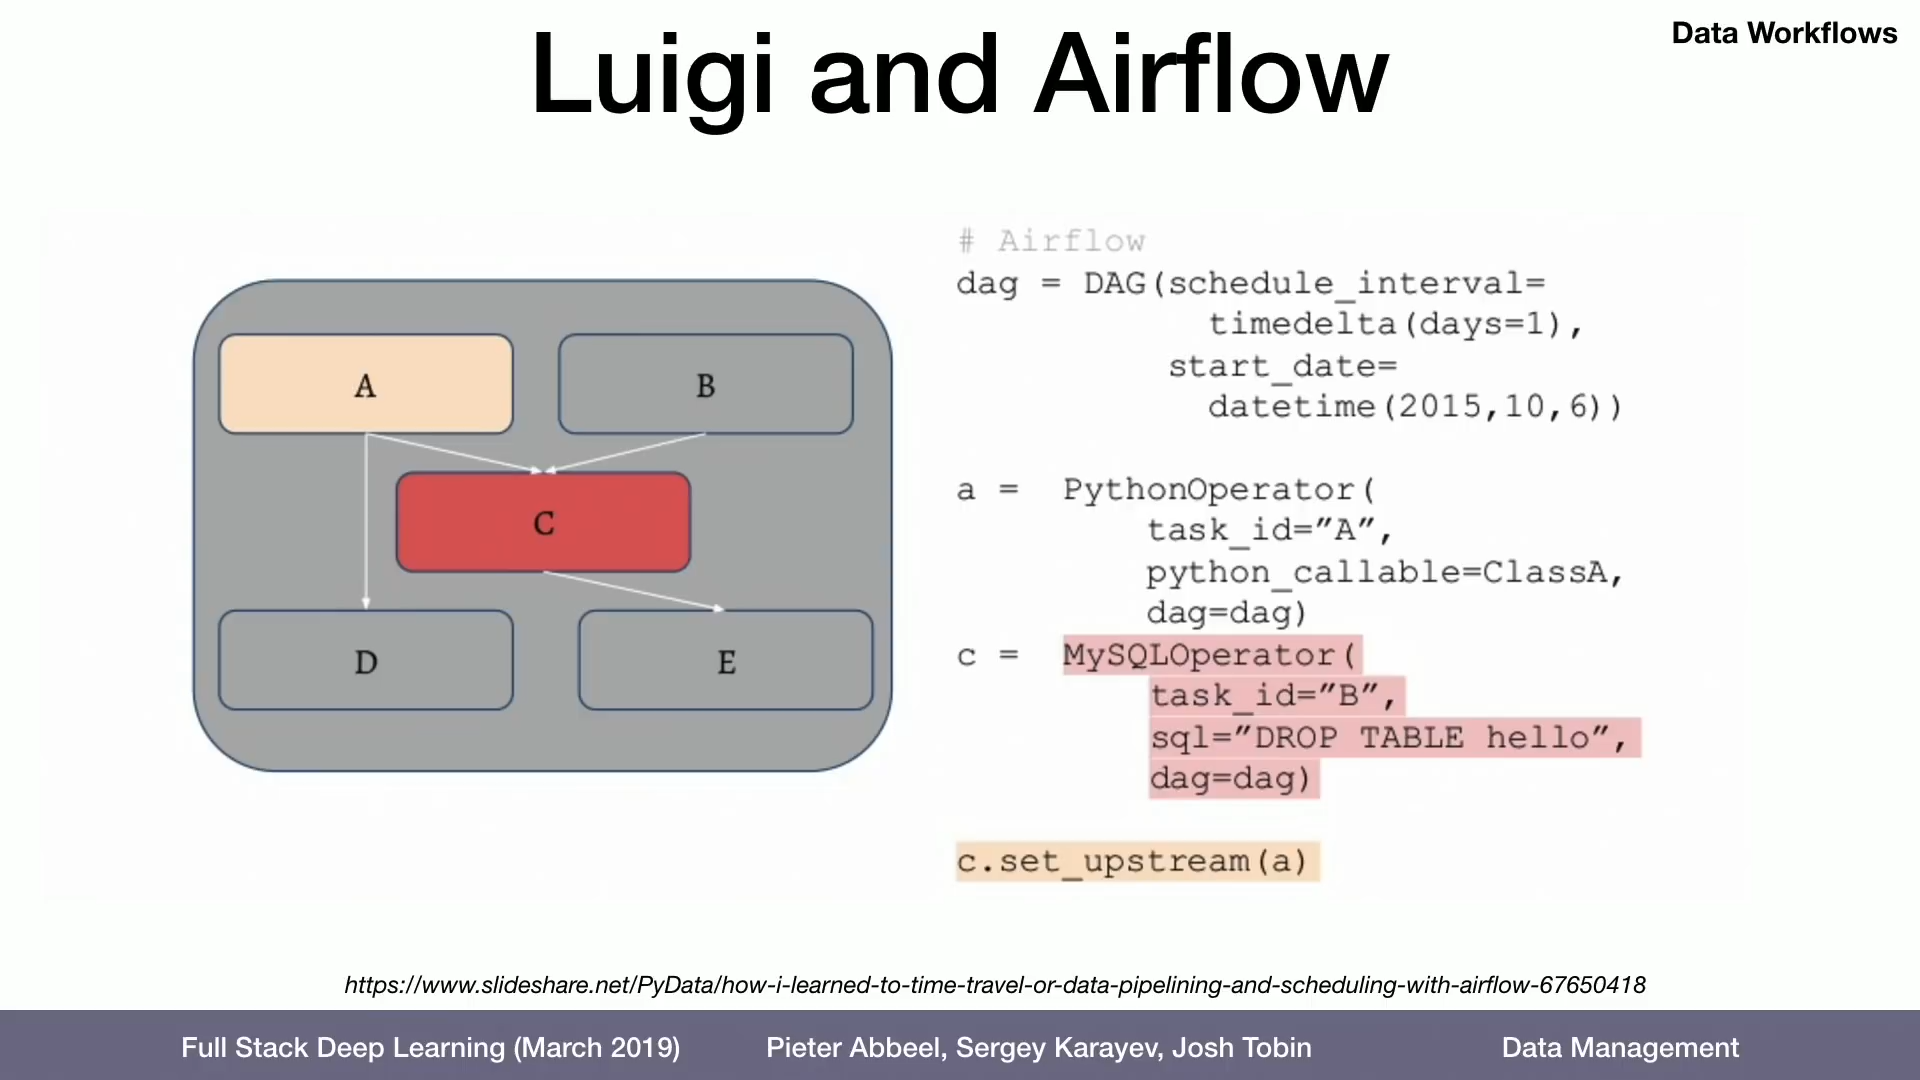 Data Workflows
Luigi and Airflow
A
B
C
D
E
# Airflow
dag = DAG(schedule_interval=
timedelta(days=1),
start_date=
datetime(2015,10,6))
a = PythonOperator(
task_id=”A”,
python_callable=ClassA,
dag=dag)
c = MySQLOperator(
task_id=”B”,
sql=”DROP TABLE hello”,
dag=dag)
c.set_upstream(a)
https://www.slideshare.net/PyData/how-i-learned-to-time-travel-or-data-pipelining-and-scheduling-with-airflow-67650418
Full Stack Deep Learning (March 2019)
Pieter Abbeel, Sergey Karayev, Josh Tobin
Data Management